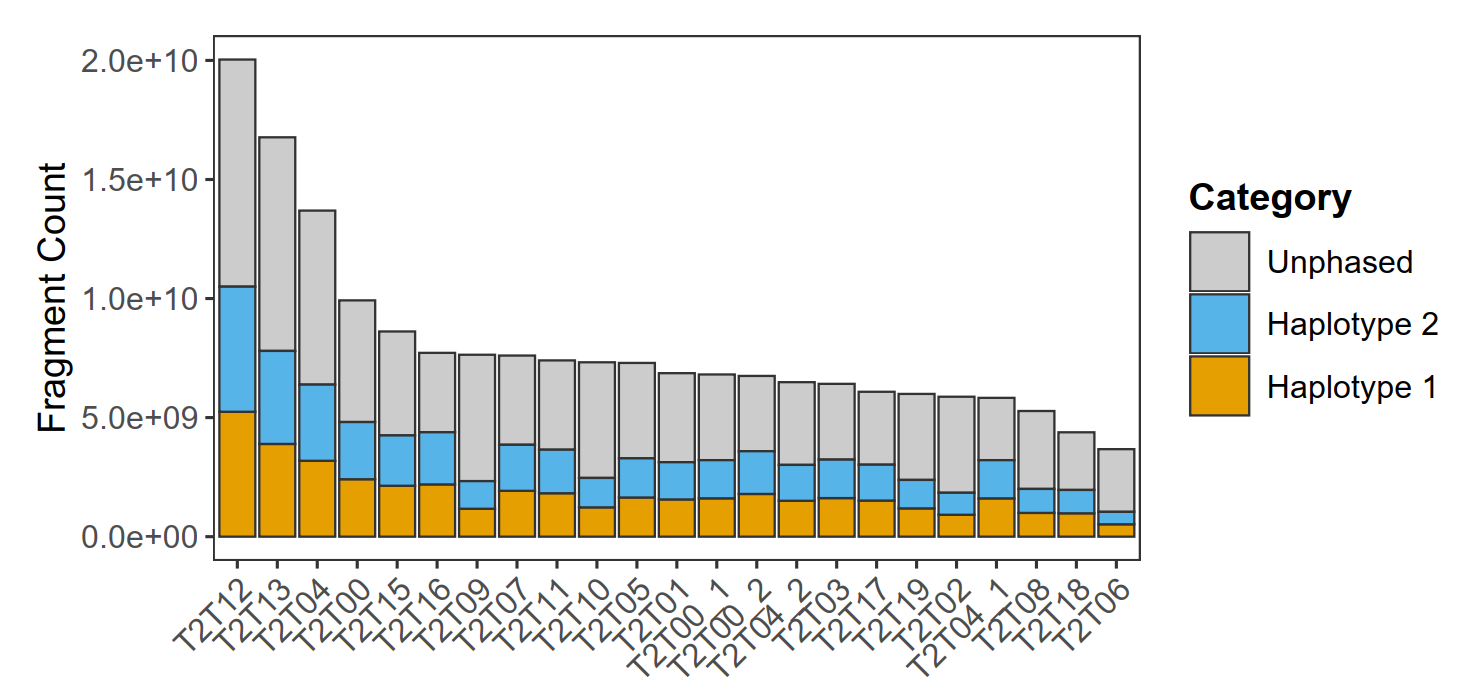 Fragment Count
2.0e+10
1.5e+10
1.0e+10
5.0e+09
0.0e+00
T2T12
T2T13
T2T04
T2T00
T2T15
T2T16
T2T09
T2T07
T2T11
T2T10
T2T05
T2T01
T2T00_1
T2T00_2
T2T04_2
T2T03
T2T17
T2T19
T2T02
T2T04_1
T2T08
T2T18
T2T06
Category
Unphased
Haplotype 2
Haplotype 1